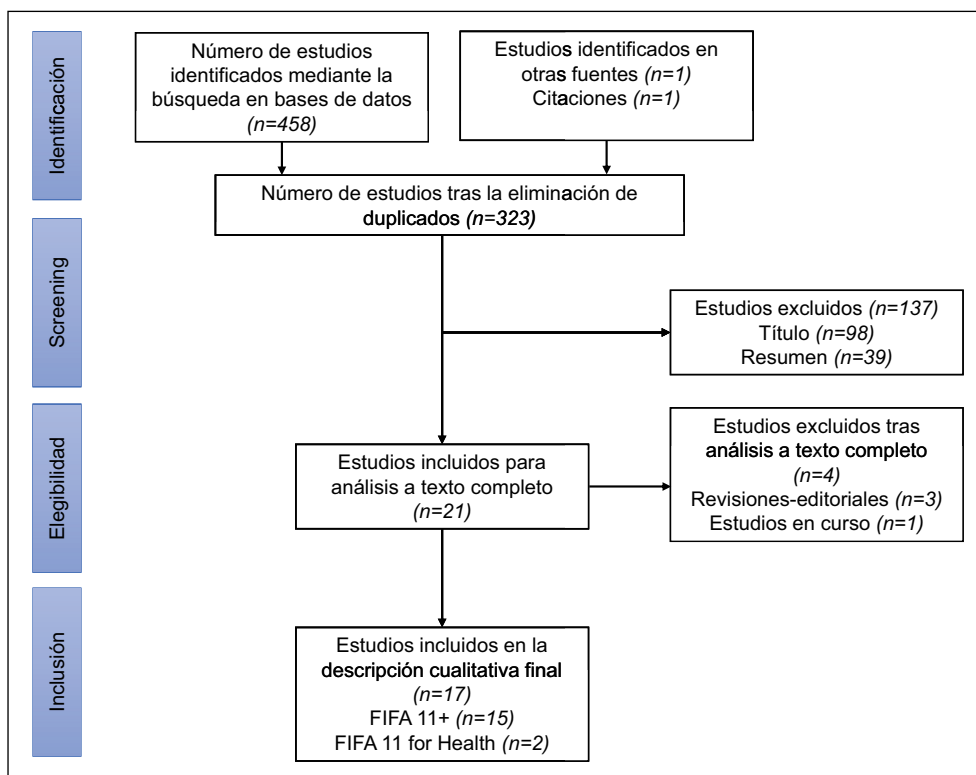 Identificación
Número de estudios
identificados mediante la
búsqueda en bases de datos
(n=458)
Estudios identificados en
otras fuentes (n=1)
Citaciones (n=1)
Número de estudios tras la eliminación de
duplicados (n=323)
Screening
Estudios excluidos (n=137)
Título (n=98)
Resumen (n=39)
Elegibilidad
Estudios incluidos para
análisis a texto completo
(n=21)
Estudios excluidos tras
análisis a texto completo
(n=4)
Revisiones-editoriales (n=3)
Estudios en curso (n=1)
Inclusión
Estudios incluidos en la
descripción cualitativa final
(n=17)
FIFA 11+ (n=15)
FIFA 11 for Health (n=2)